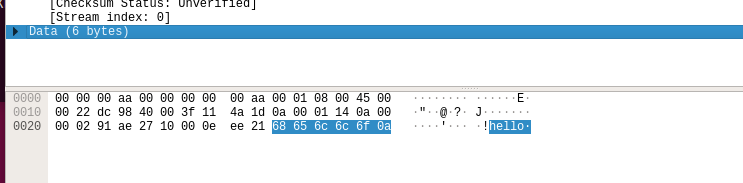 [Checksum Status: Unverified]
[Stream index: 0]
Data (6 bytes)
0000 00 00 00 aa 00 00 00 00 00 aa 00 01 08 00 45 00 ········ ······E·
0010 00 22 dc 98 40 00 3f 11 4a 1d 0a 00 01 14 0a 00 ·"··@·?· J·······
0020 00 02 91 ae 27 10 00 0e ee 21 68 65 6c 6c 6f 0a ····'··· ·!hello·